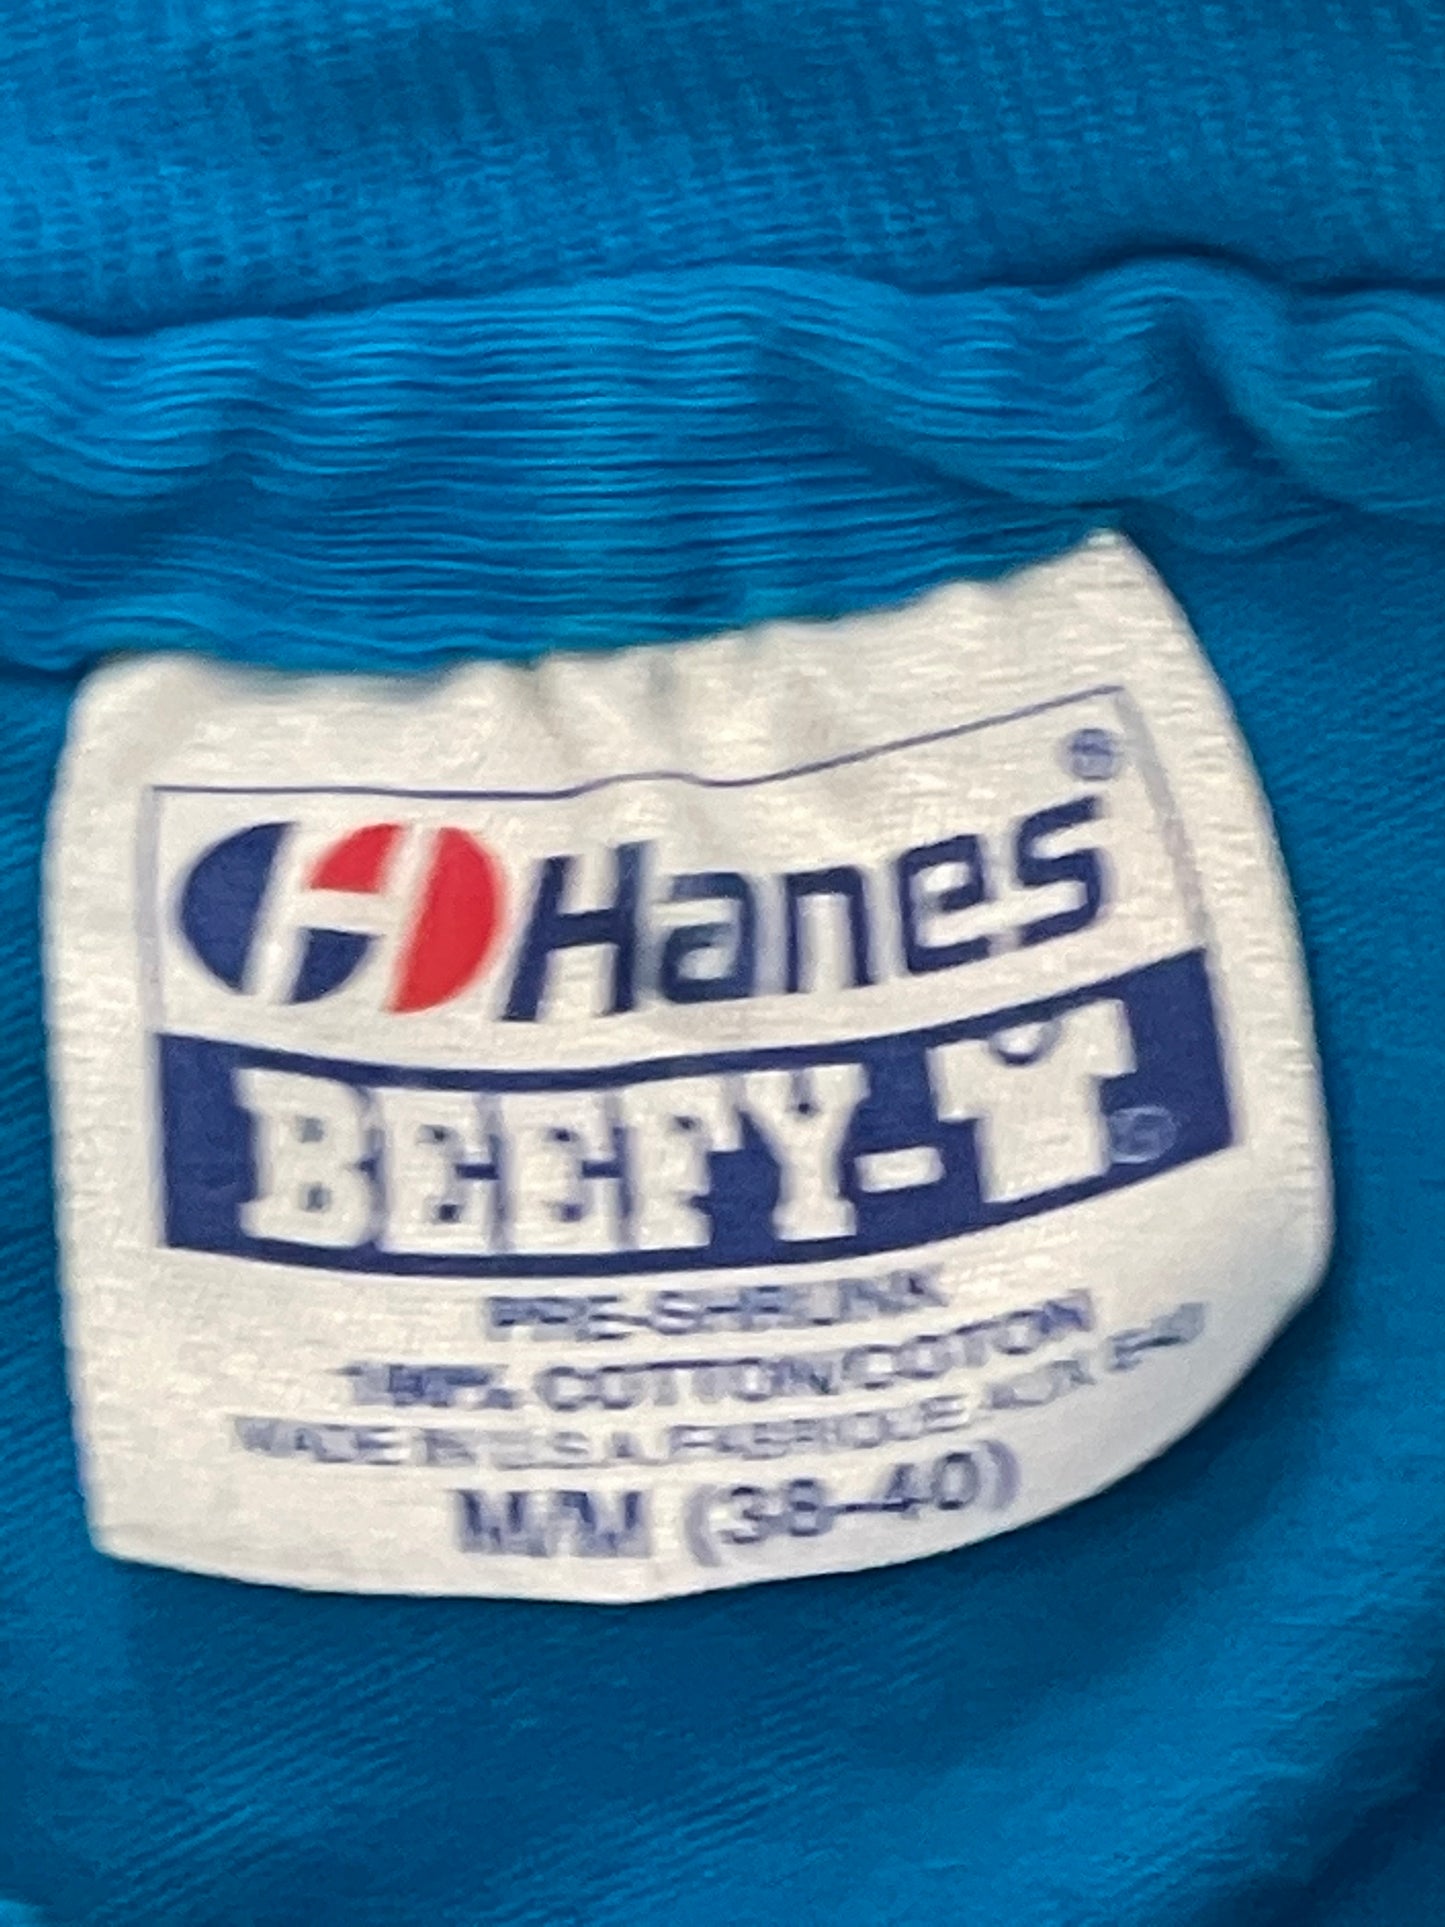 Hanes®
BEEFY-T®
PRE-SHRUNK
100% COTTON/COTON
MADE IN U.S.A./FABRIQUE AUX E-U
M/M (38-40)